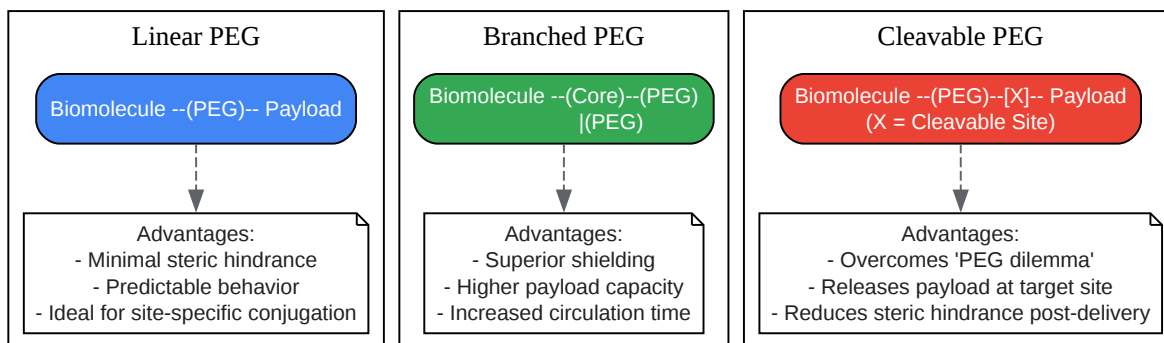 Linear PEG
Biomolecule --(PEG)-- Payload
Advantages:
- Minimal steric hindrance
- Predictable behavior
- Ideal for site-specific conjugation
Branched PEG
Biomolecule --(Core)--(PEG)
|(PEG)
Advantages:
- Superior shielding
- Higher payload capacity
- Increased circulation time
Cleavable PEG
Biomolecule --(PEG)--[X]-- Payload
(X = Cleavable Site)
Advantages:
- Overcomes 'PEG dilemma'
- Releases payload at target site
- Reduces steric hindrance post-delivery